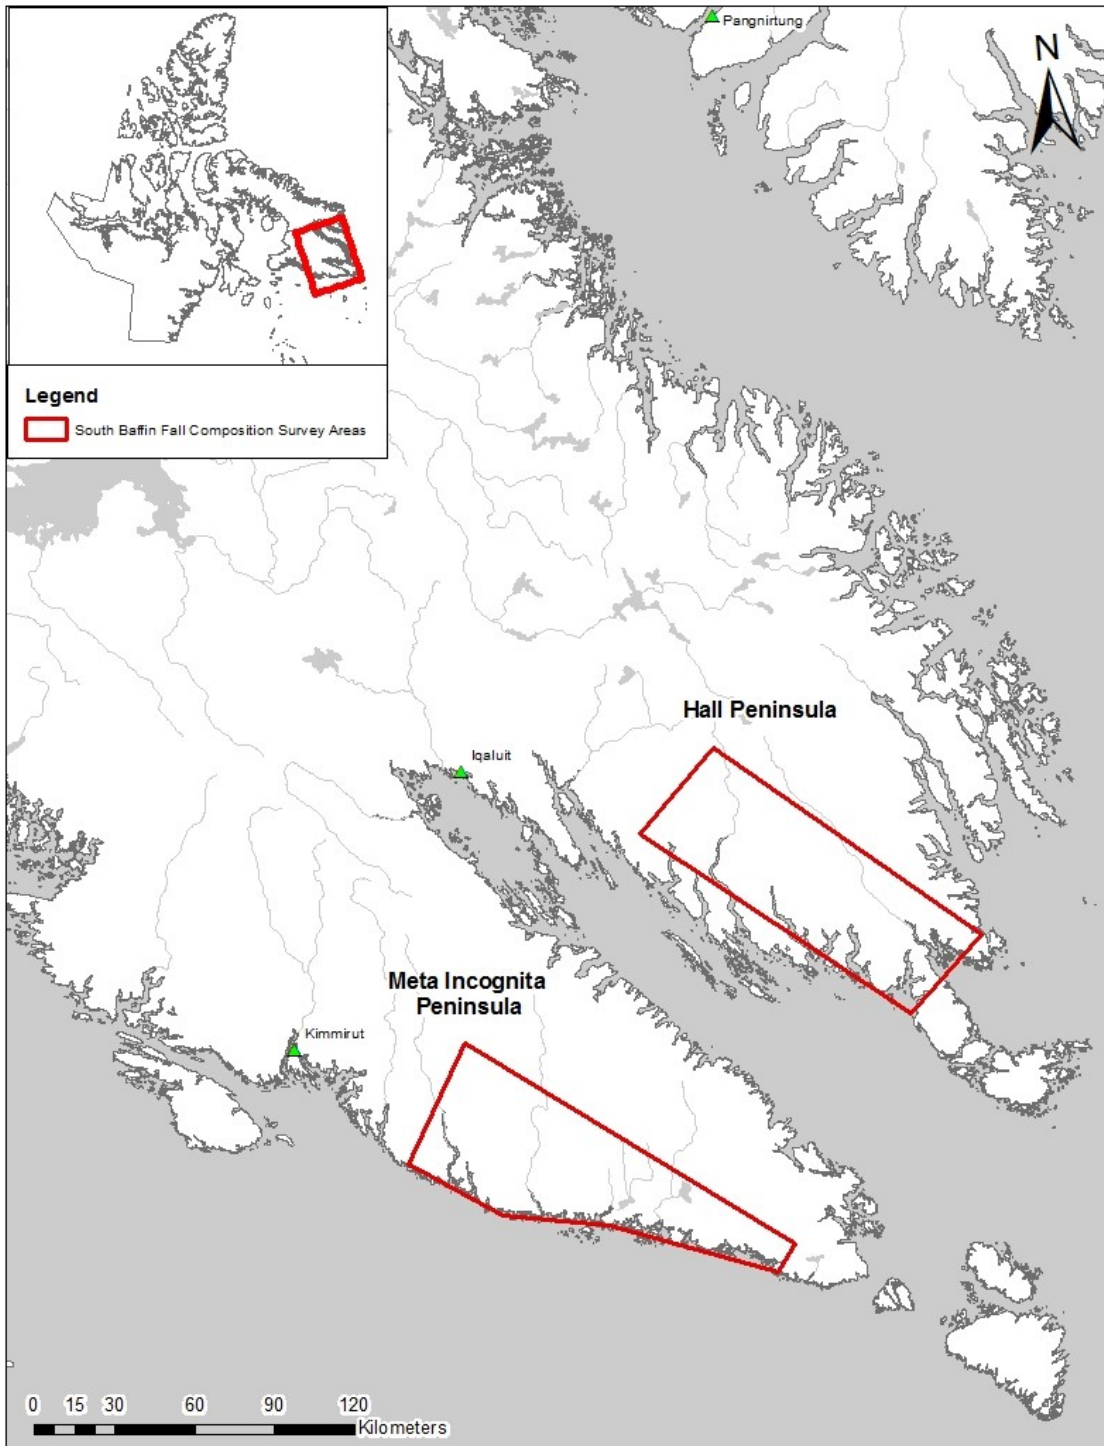 Pangnirtung
N
Legend
South Baffin Fall Composition Survey Areas
Hall Peninsula
Iqaluit
Meta Incognita
Peninsula
Kimmirut
0 15 30 60 90 120
Kilometers